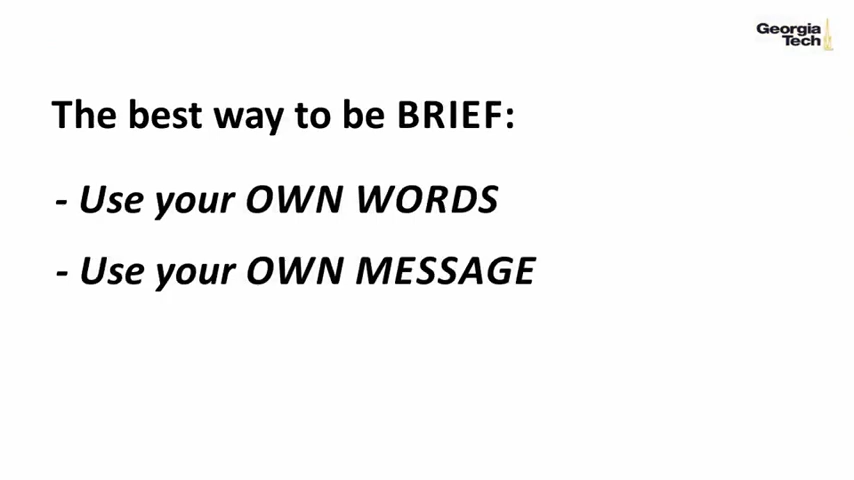 Georgia
Tech
The best way to be BRIEF:
- Use your OWN WORDS
- Use your OWN MESSAGE